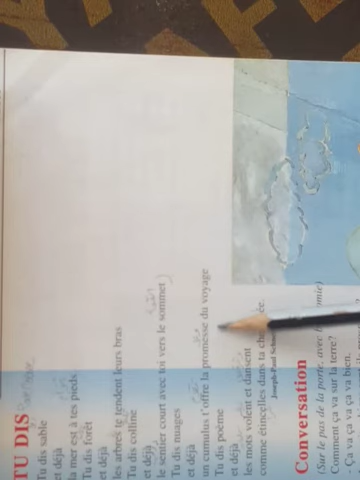 TU DIS
Tu dis sable
et déjà
la mer est à tes pieds
Tu dis forêt
et déjà
les arbres te tendent leurs bras
Tu dis colline
et déjà
le sentier court avec toi vers le sommet
Tu dis nuages
et déjà
un cumulus t'offre la promesse du voyage
Tu dis poème
et déjà
les mots volent et dansent
comme étincelles dans ta
Joseph-Paul
Conversation
(Sur le pas de la porte, avec
Comment ça va sur la terre?
- Ça va ça va ça va bien.